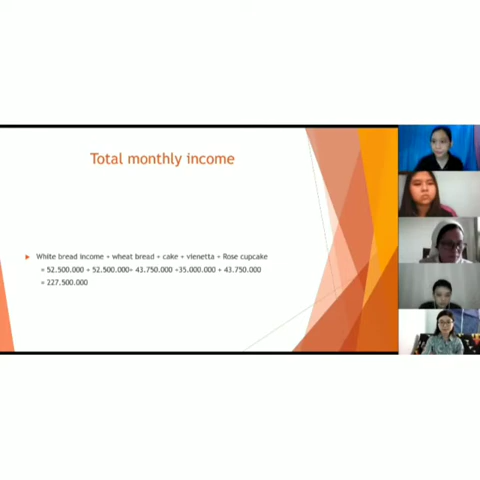 Total monthly income
White bread income + wheat bread + cake + vienetta + Rose cupcake
= 52.500.000 + 52.500.000+ 43.750.000 +35.000.000 + 43.750.000
= 227.500.000